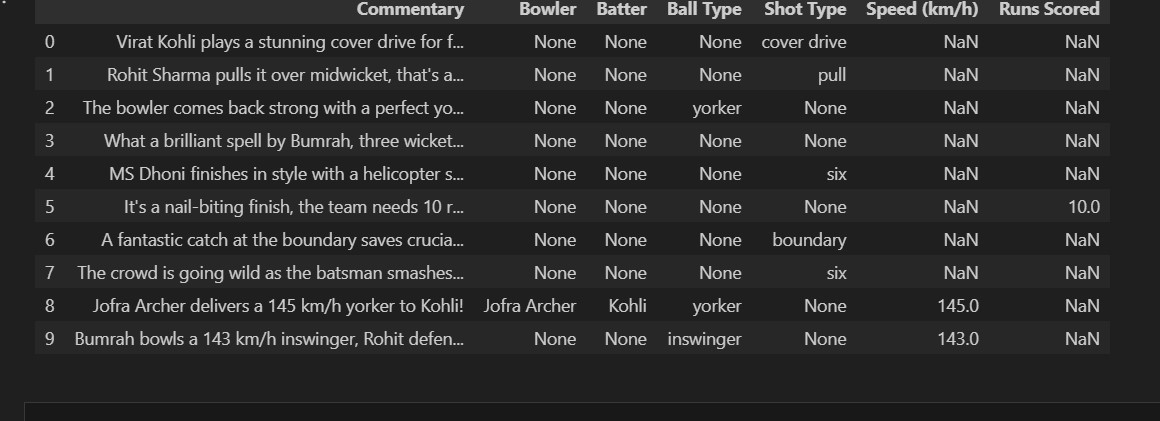 Commentary Bowler Batter Ball Type Shot Type Speed (km/h) Runs Scored
0 Virat Kohli plays a stunning cover drive for f... None None None cover drive NaN NaN
1 Rohit Sharma pulls it over midwicket, that's a... None None None pull NaN NaN
2 The bowler comes back strong with a perfect yo... None None yorker None NaN NaN
3 What a brilliant spell by Bumrah, three wicket... None None None None NaN NaN
4 MS Dhoni finishes in style with a helicopter s... None None None six NaN NaN
5 It's a nail-biting finish, the team needs 10 r... None None None None NaN 10.0
6 A fantastic catch at the boundary saves crucia... None None None boundary NaN NaN
7 The crowd is going wild as the batsman smashes... None None None six NaN NaN
8 Jofra Archer delivers a 145 km/h yorker to Kohli! Jofra Archer Kohli yorker None 145.0 NaN
9 Bumrah bowls a 143 km/h inswinger, Rohit defen... None None inswinger None 143.0 NaN